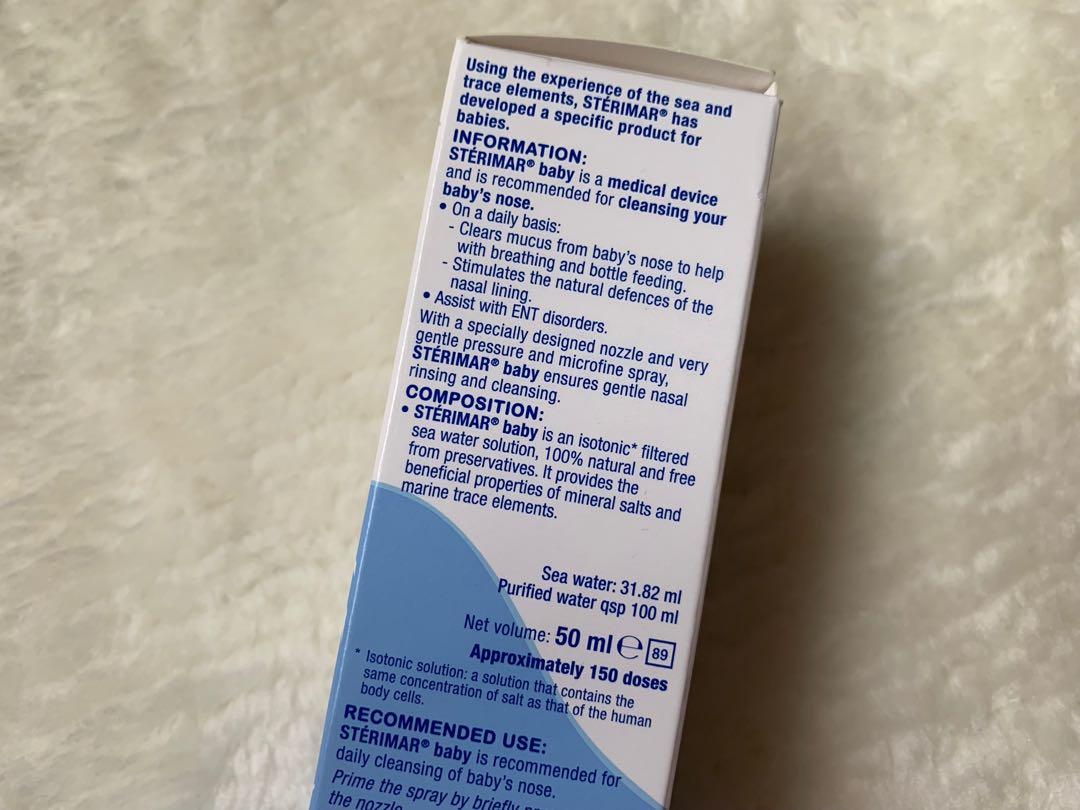 Using the experience of the sea and
trace elements, STÉRIMAR® has
developed a specific product for
babies.
INFORMATION:
STÉRIMAR® baby is a medical device
and is recommended for cleansing your
baby's nose.
• On a daily basis:
- Clears mucus from baby's nose to help
with breathing and bottle feeding.
- Stimulates the natural defences of the
nasal lining.
• Assist with ENT disorders.
With a specially designed nozzle and very
gentle pressure and microfine spray,
STÉRIMAR® baby ensures gentle nasal
rinsing and cleansing.
COMPOSITION:
• STÉRIMAR® baby is an isotonic* filtered
sea water solution, 100% natural and free
from preservatives. It provides the
beneficial properties of mineral salts and
marine trace elements.
Sea water: 31.82 ml
Purified water qsp 100 ml
Net volume: 50 ml ℮ 89
Approximately 150 doses
* Isotonic solution: a solution that contains the
same concentration of salt as that of the human
body cells.
RECOMMENDED USE:
STÉRIMAR® baby is recommended for
daily cleansing of baby's nose.
Prime the spray by briefly
the nozzle